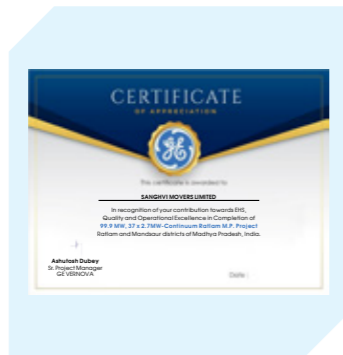 CERTIFICATE
OF APPRECIATION
This certificate is awarded to
SANGHVI MOVERS LIMITED
In recognition of your contribution towards EHS,
Quality and Operational Excellence in Completion of
99.9 MW, 37 x 2.7MW-Continuum Ratlam M.P. Project
Ratlam and Mandsaur districts of Madhya Pradesh, India.
Ashutosh Dubey
Sr. Project Manager
GE VERNOVA
Date :